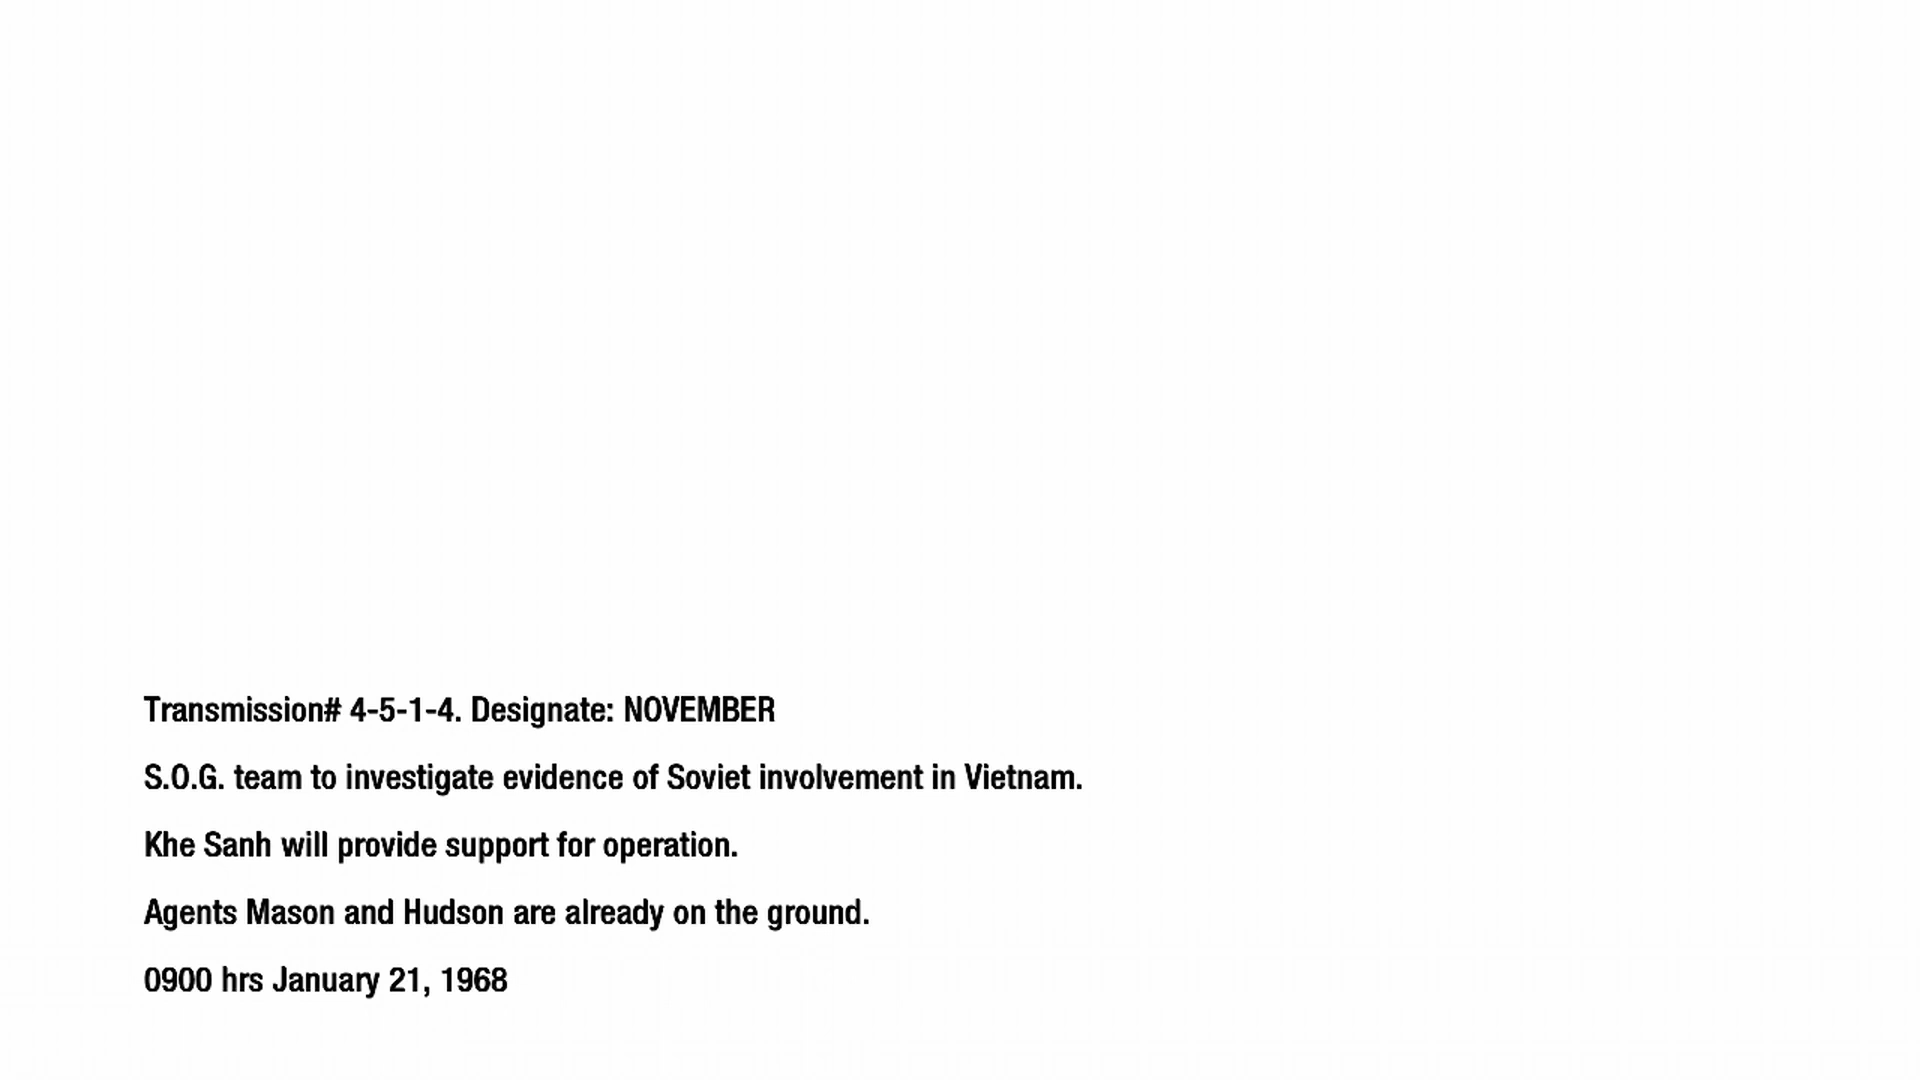 Transmission# 4-5-1-4. Designate: NOVEMBER
S.O.G. team to investigate evidence of Soviet involvement in Vietnam.
Khe Sanh will provide support for operation.
Agents Mason and Hudson are already on the ground.
0900 hrs January 21, 1968